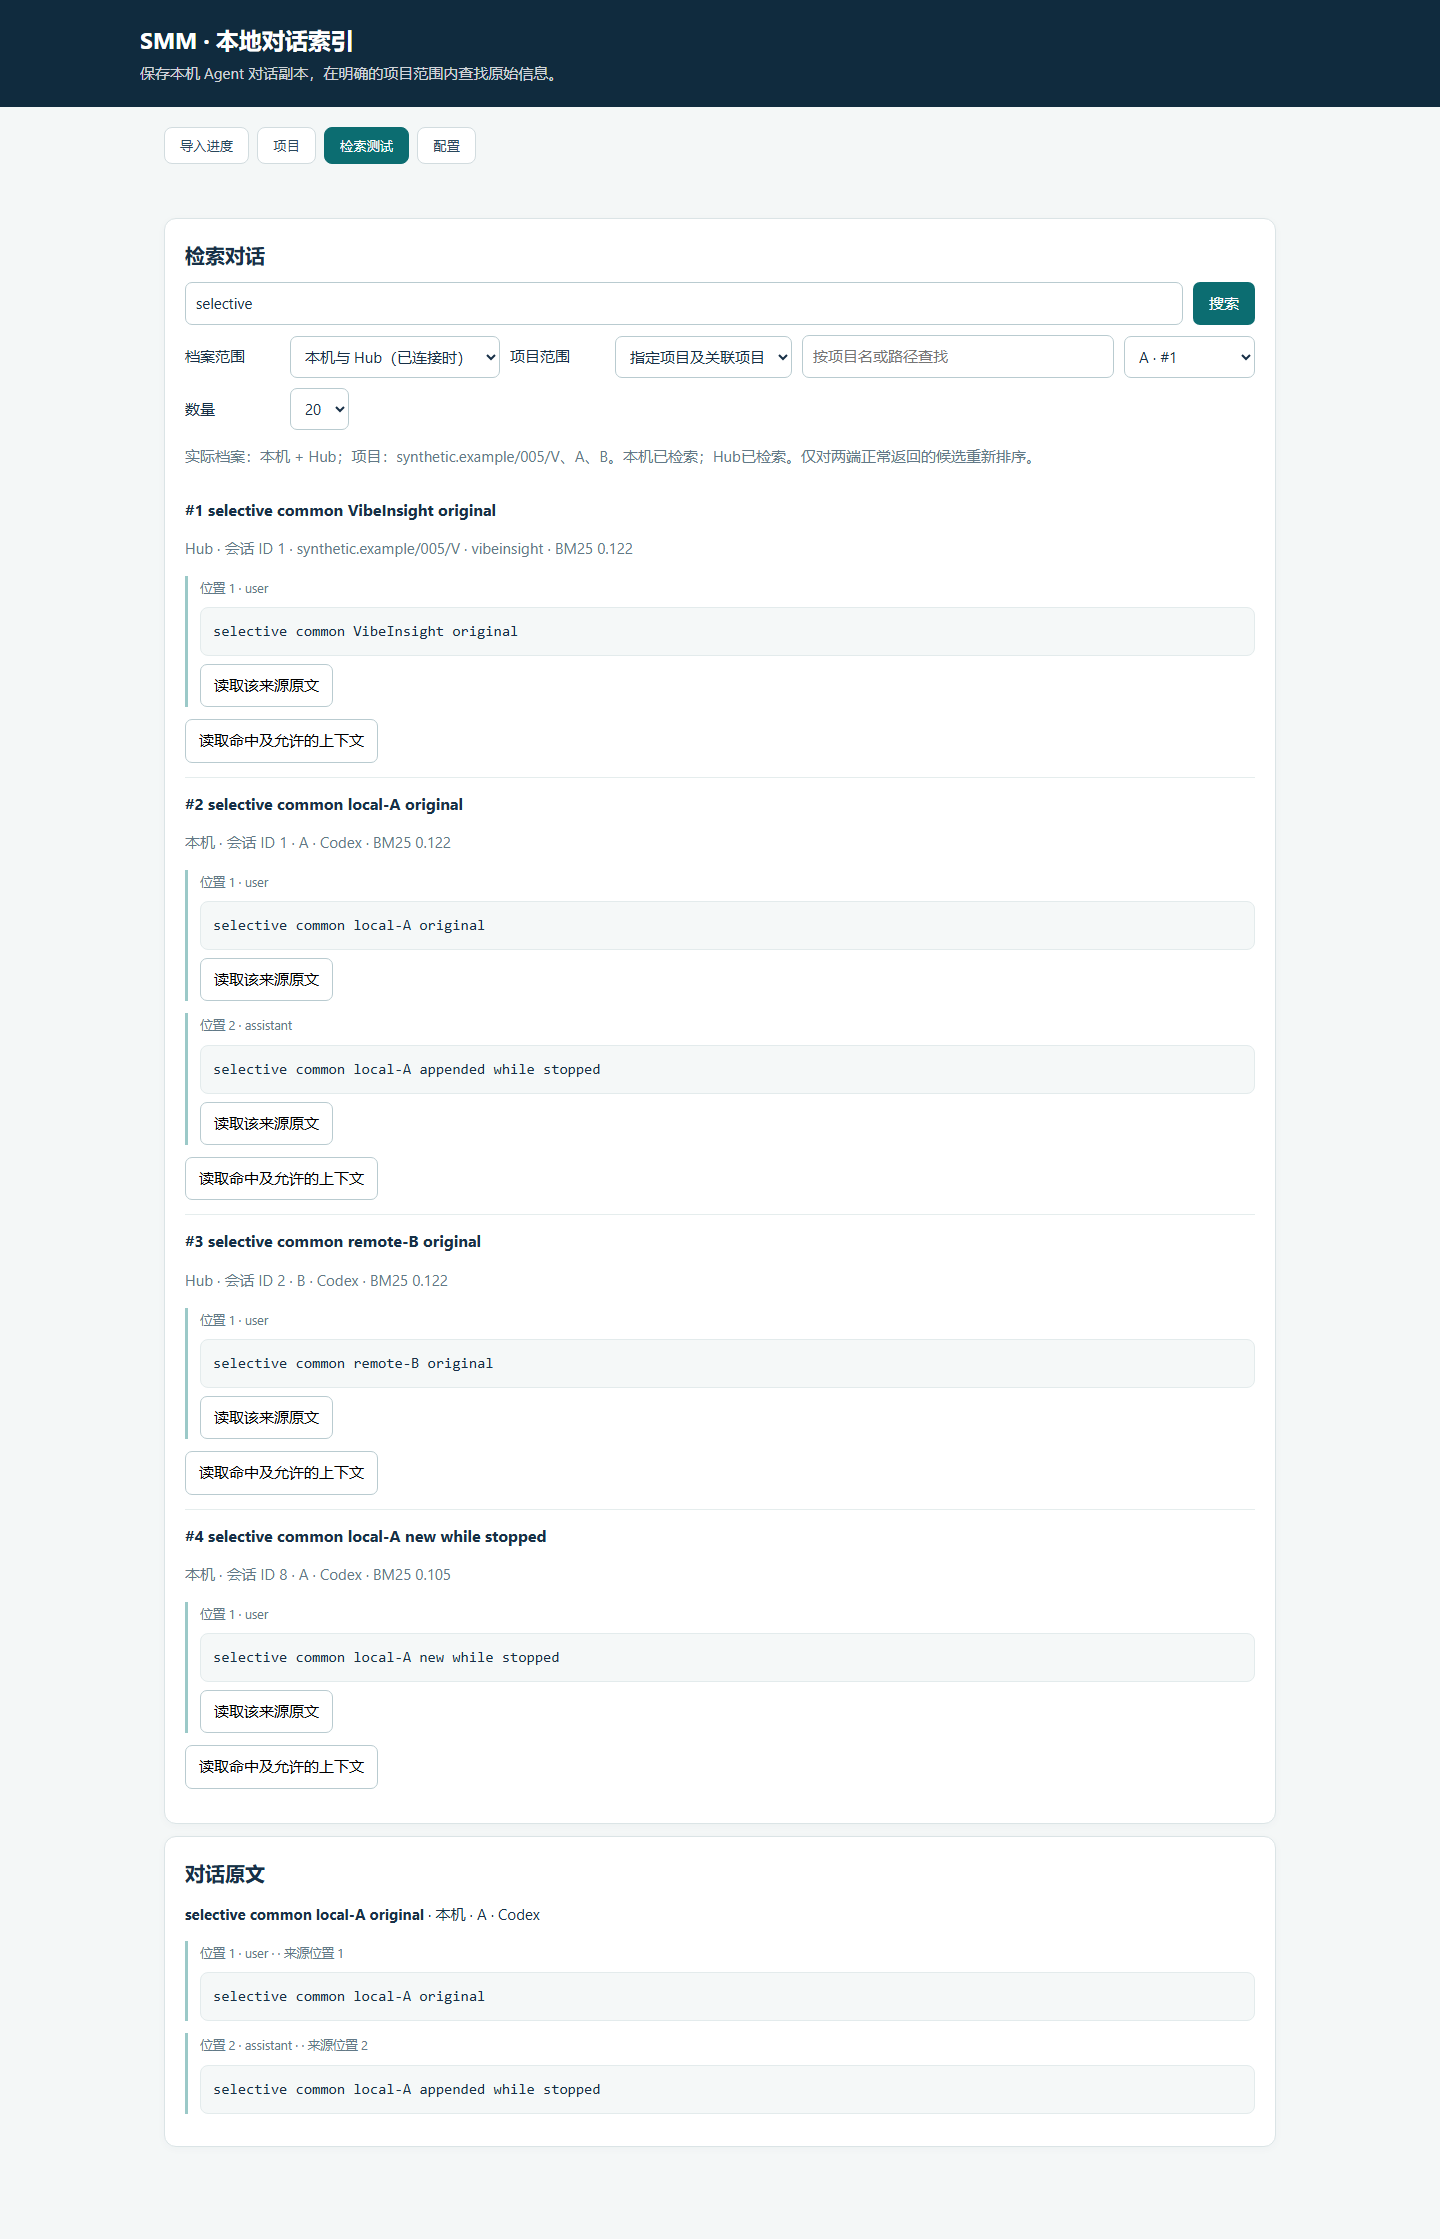 SMM · 本地对话索引
保存本机 Agent 对话副本，在明确的项目范围内查找原始信息。
导入进度 项目 检索测试 配置
检索对话
selective 搜索
档案范围 本机与 Hub（已连接时） 项目范围 指定项目及关联项目 按项目名或路径查找 A · #1
数量 20
实际档案：本机 + Hub；项目：synthetic.example/005/V、A、B。本机已检索；Hub已检索。仅对两端正常返回的候选重新排序。
#1 selective common VibeInsight original
Hub · 会话 ID 1 · synthetic.example/005/V · vibeinsight · BM25 0.122
位置 1 · user
selective common VibeInsight original
读取该来源原文
读取命中及允许的上下文
#2 selective common local-A original
本机 · 会话 ID 1 · A · Codex · BM25 0.122
位置 1 · user
selective common local-A original
读取该来源原文
位置 2 · assistant
selective common local-A appended while stopped
读取该来源原文
读取命中及允许的上下文
#3 selective common remote-B original
Hub · 会话 ID 2 · B · Codex · BM25 0.122
位置 1 · user
selective common remote-B original
读取该来源原文
读取命中及允许的上下文
#4 selective common local-A new while stopped
本机 · 会话 ID 8 · A · Codex · BM25 0.105
位置 1 · user
selective common local-A new while stopped
读取该来源原文
读取命中及允许的上下文
对话原文
selective common local-A original · 本机 · A · Codex
位置 1 · user · · 来源位置 1
selective common local-A original
位置 2 · assistant · · 来源位置 2
selective common local-A appended while stopped